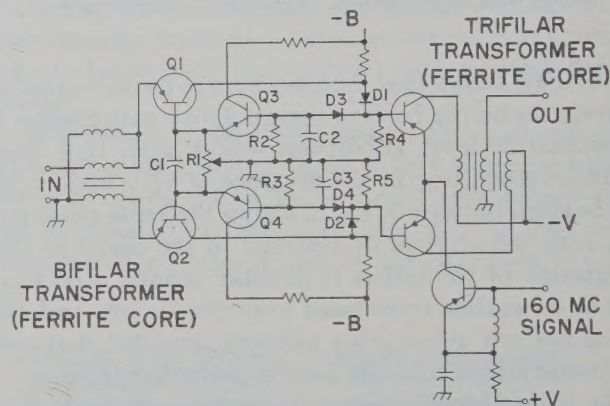 -B
TRIFILAR
TRANSFORMER
(FERRITE CORE)
Q1
Q3
D3
D1
OUT
R2
C2
R4
C1
R1
IN
R3
C3
R5
D4
Q4
D2
-V
Q2
BIFILAR
TRANSFORMER
(FERRITE CORE)
-B
160 MC
SIGNAL
+V